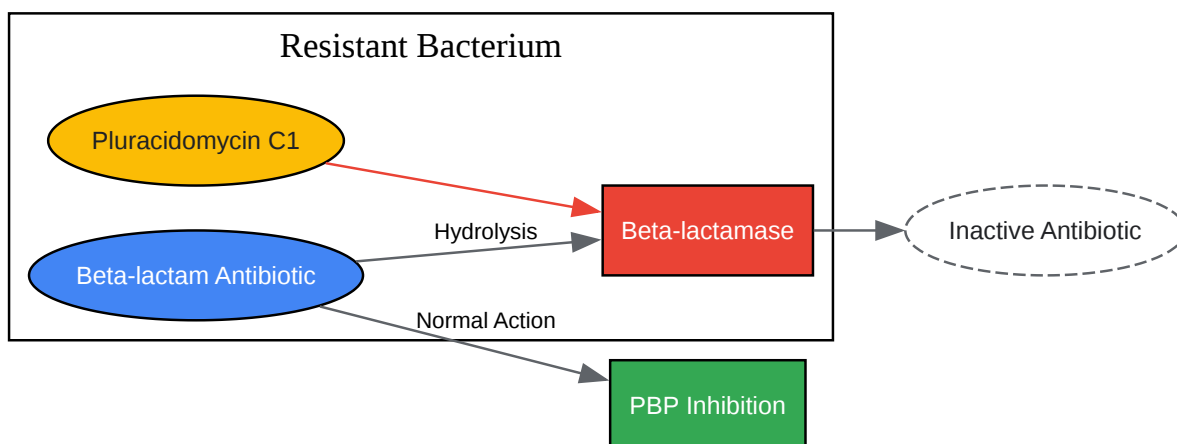 Resistant Bacterium
Pluracidomycin C1
Hydrolysis
Beta-lactamase
Inactive Antibiotic
Beta-lactam Antibiotic
Normal Action
PBP Inhibition